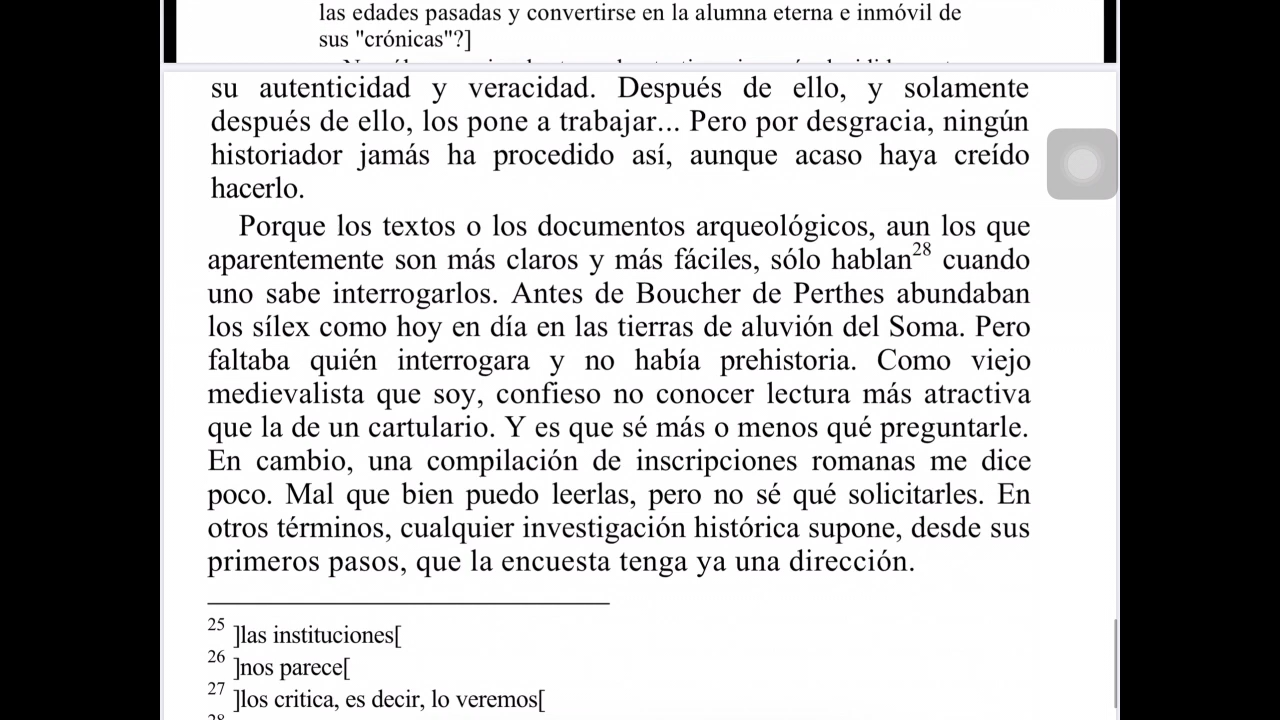 las edades pasadas y convertirse en la alumna eterna e inmóvil de
sus "crónicas"?]
su autenticidad y veracidad. Después de ello, y solamente
después de ello, los pone a trabajar... Pero por desgracia, ningún
historiador jamás ha procedido así, aunque acaso haya creído
hacerlo.
Porque los textos o los documentos arqueológicos, aun los que
aparentemente son más claros y más fáciles, sólo hablan28 cuando
uno sabe interrogarlos. Antes de Boucher de Perthes abundaban
los sílex como hoy en día en las tierras de aluvión del Soma. Pero
faltaba quién interrogara y no había prehistoria. Como viejo
medievalista que soy, confieso no conocer lectura más atractiva
que la de un cartulario. Y es que sé más o menos qué preguntarle.
En cambio, una compilación de inscripciones romanas me dice
poco. Mal que bien puedo leerlas, pero no sé qué solicitarles. En
otros términos, cualquier investigación histórica supone, desde sus
primeros pasos, que la encuesta tenga ya una dirección.
25 ]las instituciones[
26 ]nos parece[
27 ]los critica, es decir, lo veremos[
28